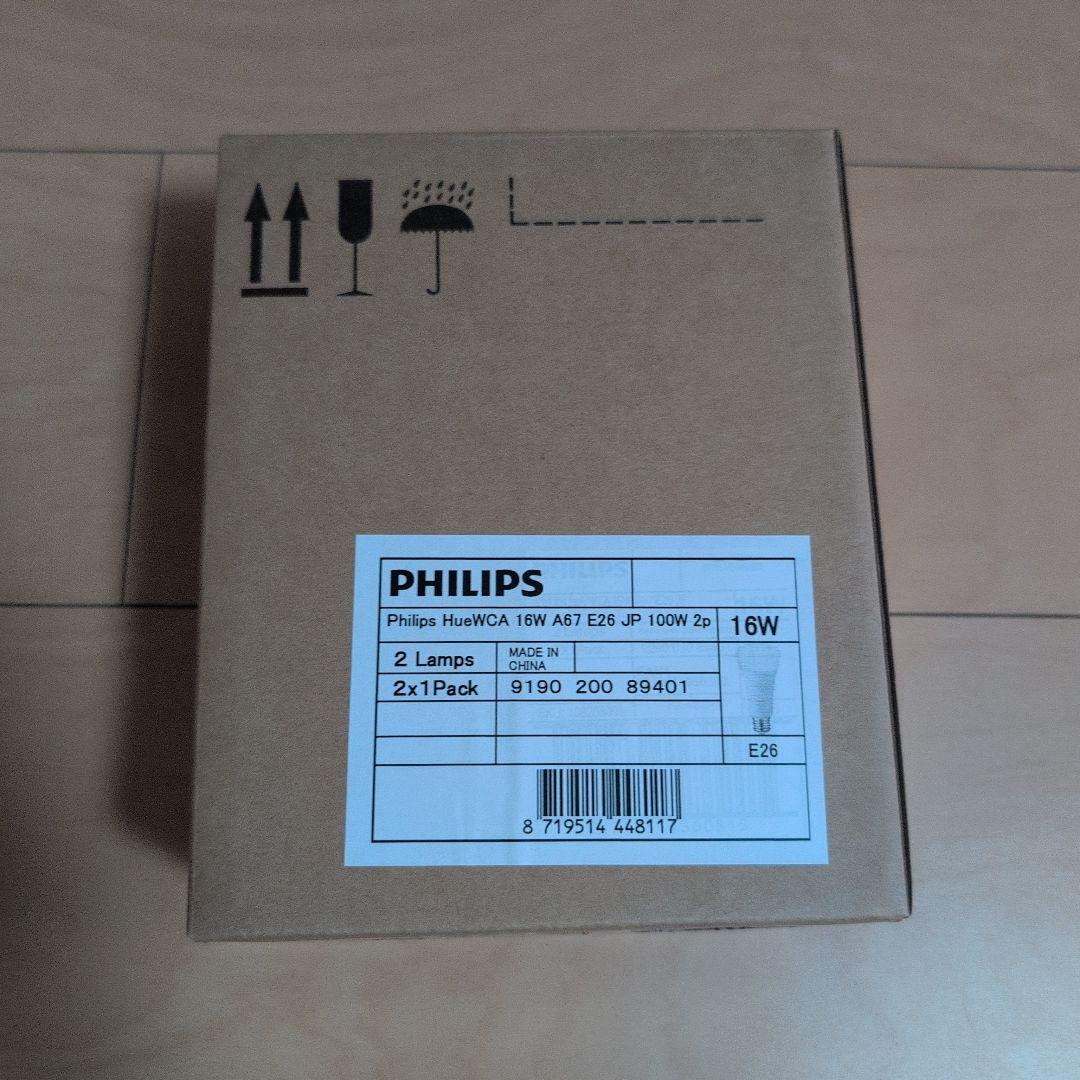 PHILIPS
Philips HueWCA 16W A67 E26 JP 100W 2p
16W
2 Lamps
MADE IN
CHINA
2x1Pack
9190 200 89401
E26
8 719514 448117